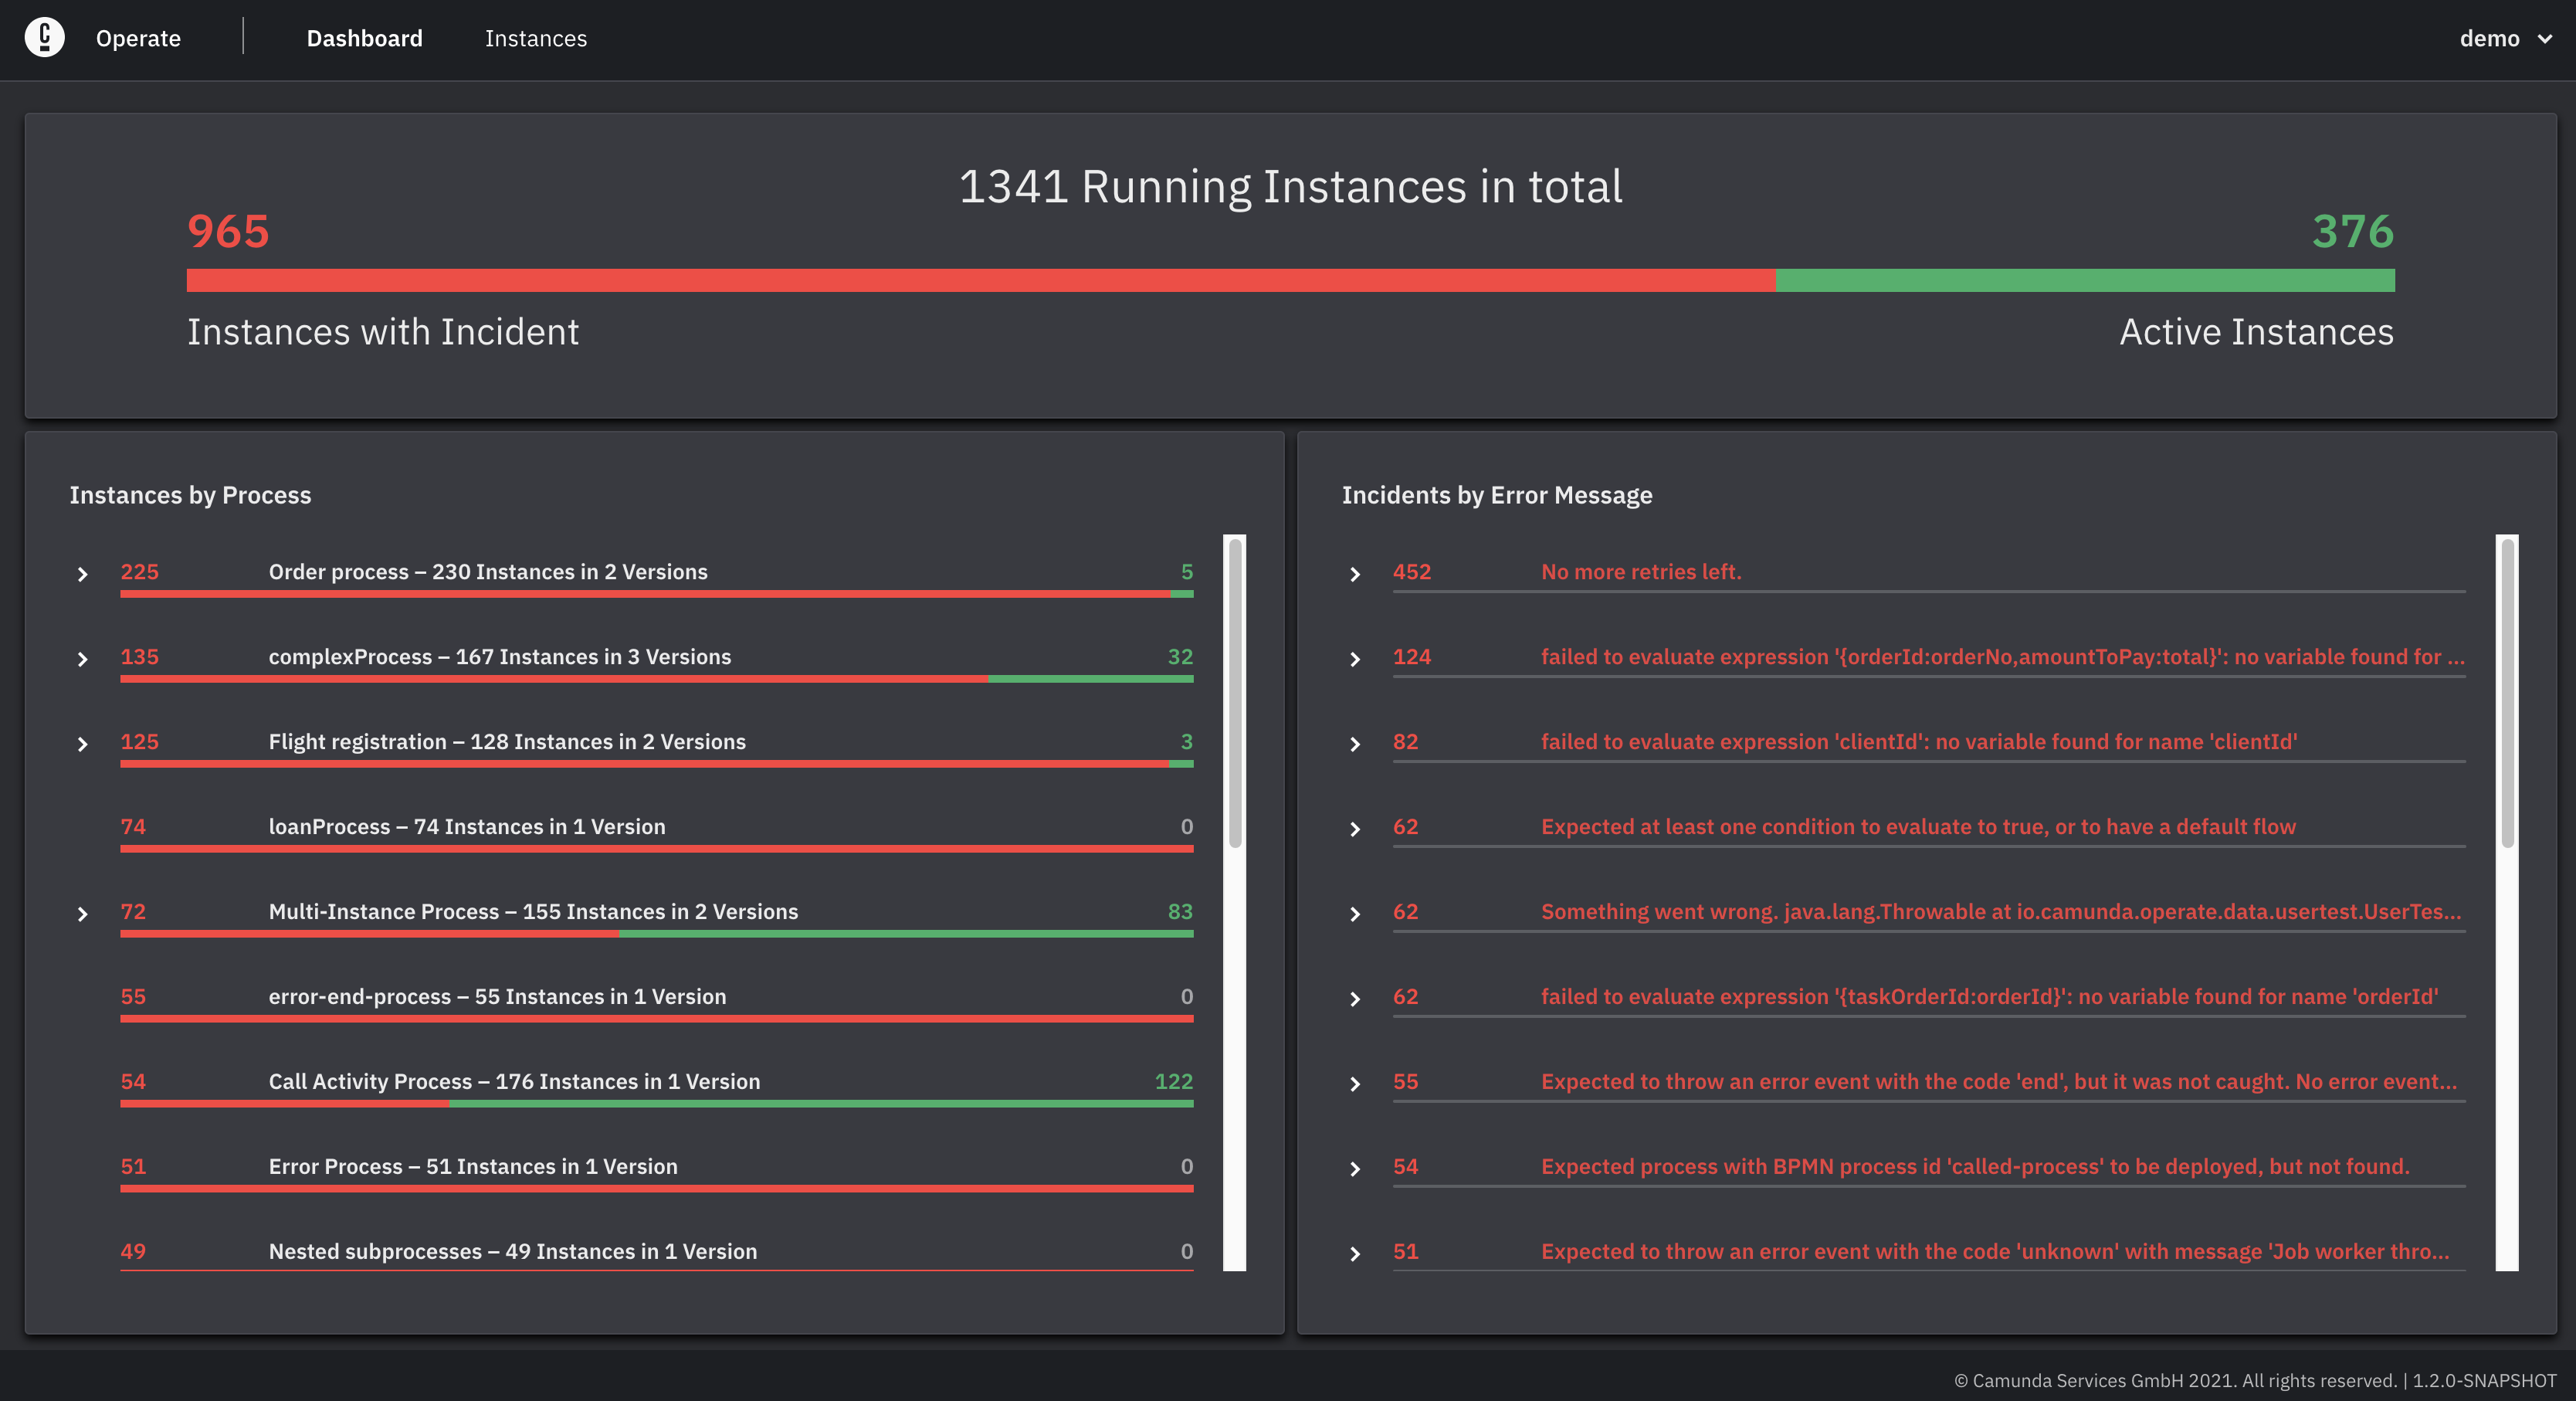 Operate Dashboard Instances demo
1341 Running Instances in total
965 376
Instances with Incident Active Instances
Instances by Process
225 Order process – 230 Instances in 2 Versions 5
135 complexProcess – 167 Instances in 3 Versions 32
125 Flight registration – 128 Instances in 2 Versions 3
74 loanProcess – 74 Instances in 1 Version 0
72 Multi-Instance Process – 155 Instances in 2 Versions 83
55 error-end-process – 55 Instances in 1 Version 0
54 Call Activity Process – 176 Instances in 1 Version 122
51 Error Process – 51 Instances in 1 Version 0
49 Nested subprocesses – 49 Instances in 1 Version 0
Incidents by Error Message
452 No more retries left.
124 failed to evaluate expression '{orderId:orderNo,amountToPay:total}': no variable found for ...
82 failed to evaluate expression 'clientId': no variable found for name 'clientId'
62 Expected at least one condition to evaluate to true, or to have a default flow
62 Something went wrong. java.lang.Throwable at io.camunda.operate.data.usertest.UserTes...
62 failed to evaluate expression '{taskOrderId:orderId}': no variable found for name 'orderId'
55 Expected to throw an error event with the code 'end', but it was not caught. No error event...
54 Expected process with BPMN process id 'called-process' to be deployed, but not found.
51 Expected to throw an error event with the code 'unknown' with message 'Job worker thro...
© Camunda Services GmbH 2021. All rights reserved. | 1.2.0-SNAPSHOT